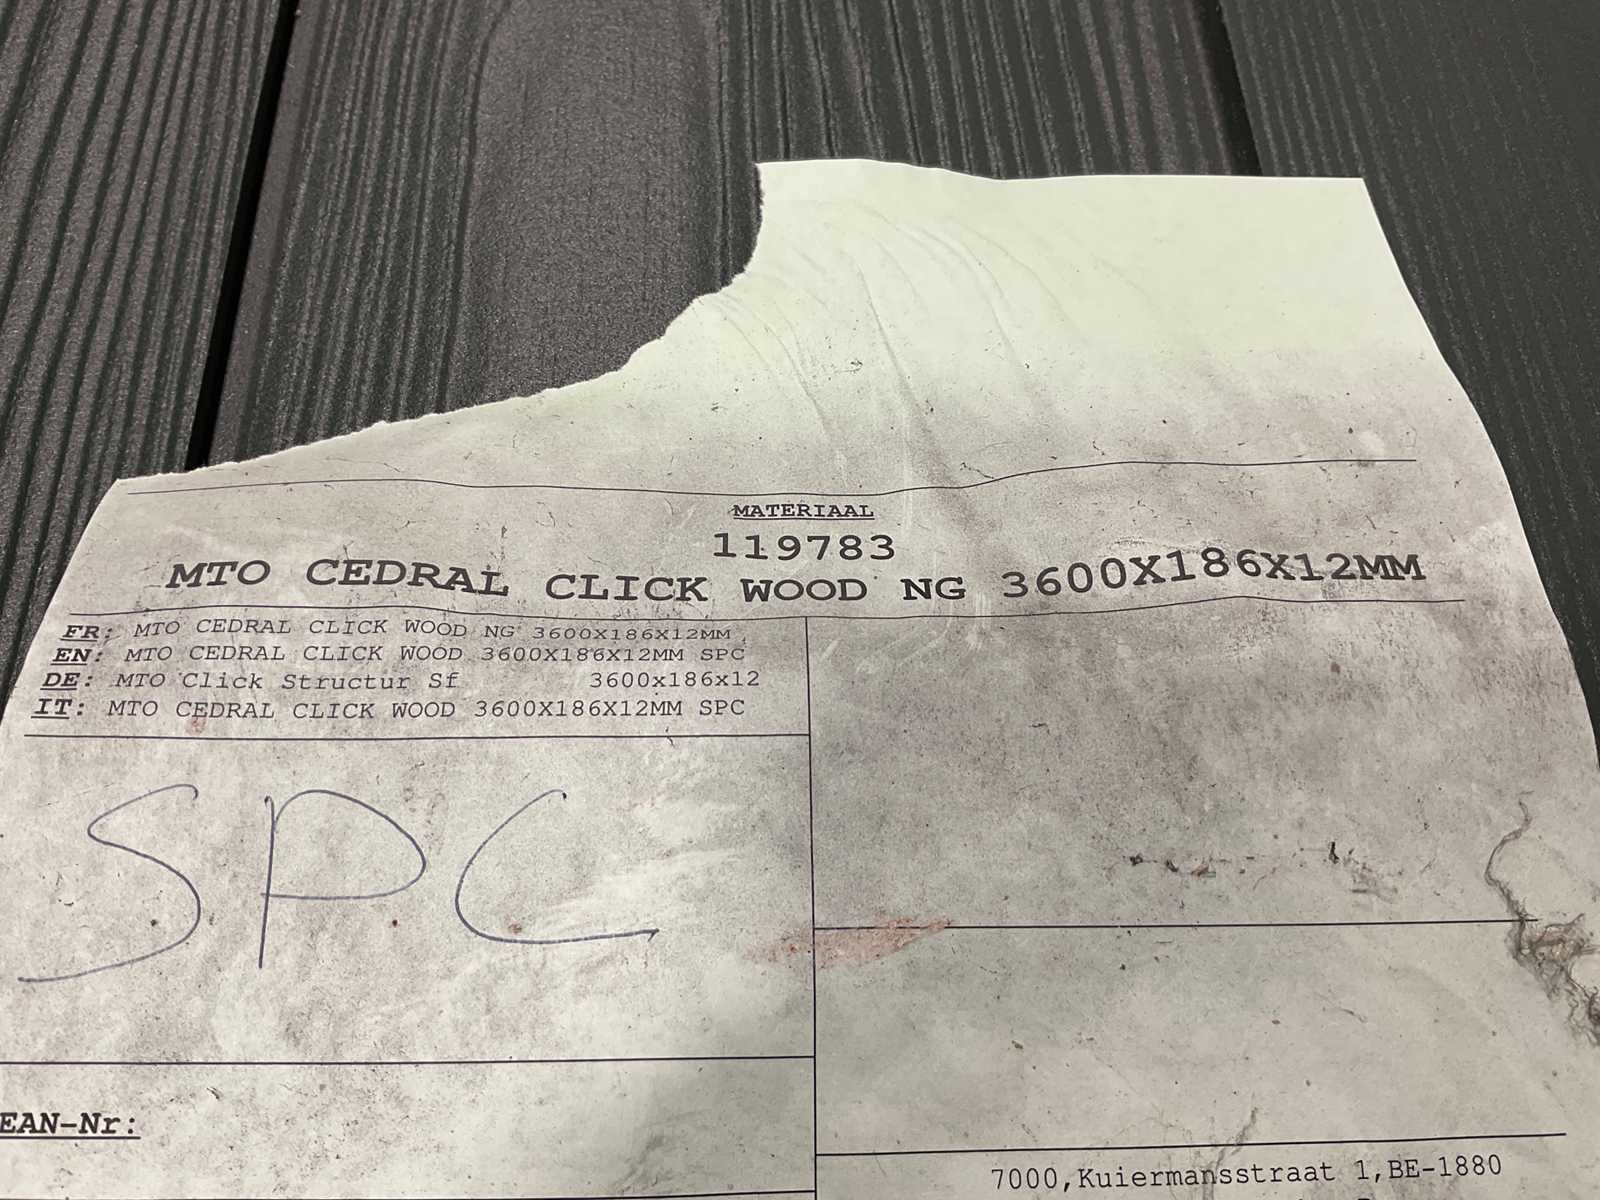 MATERIAAL
119783
MTO CEDRAL CLICK WOOD NG 3600X186X12MM
FR: MTO CEDRAL CLICK WOOD NG 3600X186X12MM
EN: MTO CEDRAL CLICK WOOD 3600X186X12MM SPC
DE: MTO Click Structur Sf 3600x186x12
IT: MTO CEDRAL CLICK WOOD 3600X186X12MM SPC
SPC
EAN-Nr:
7000,Kuiermansstraat 1,BE-1880